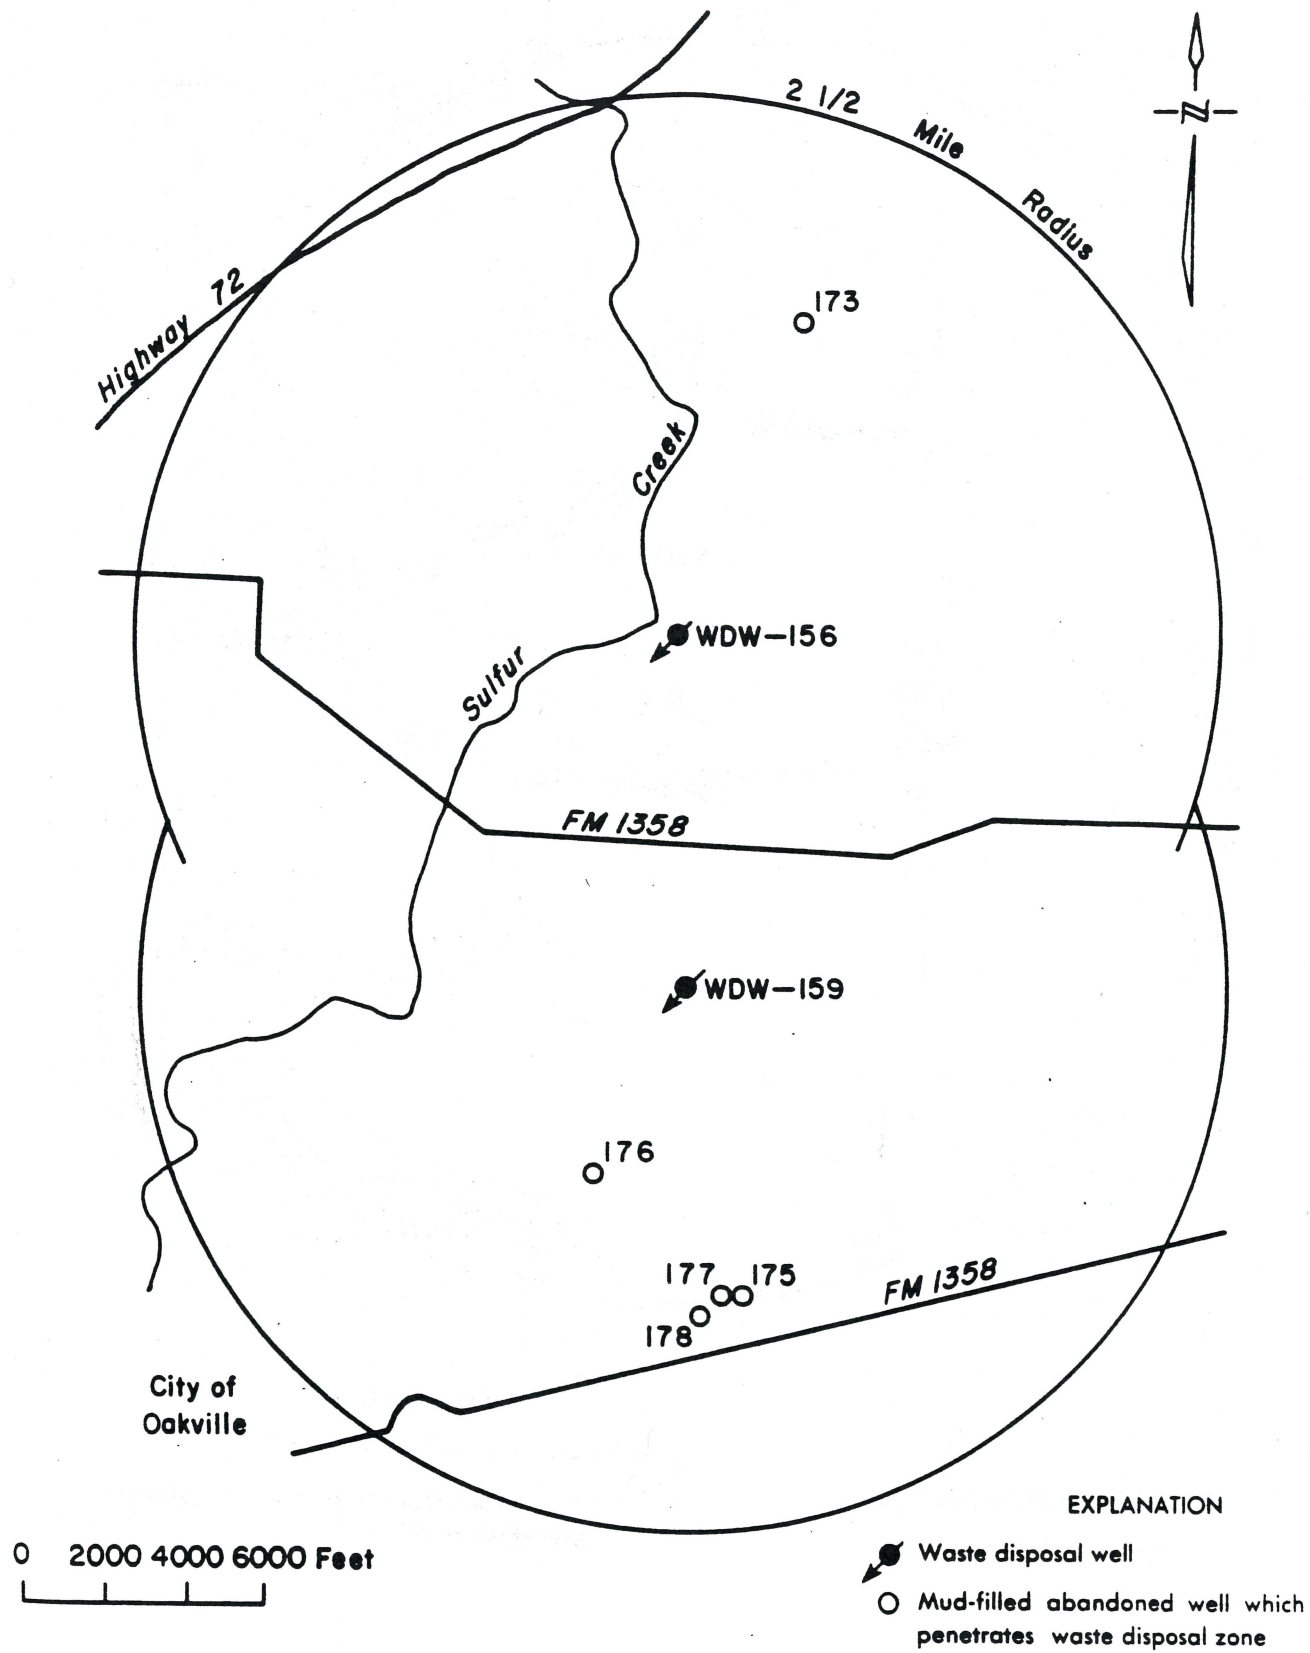 2 1/2
Mile
Radius
N
Highway 72
173
Creek
WDW-156
Sulfur
FM 1358
WDW-159
176
177 175
178
FM 1358
City of
Oakville
EXPLANATION
0 2000 4000 6000 Feet
Waste disposal well
Mud-filled abandoned well which
penetrates waste disposal zone